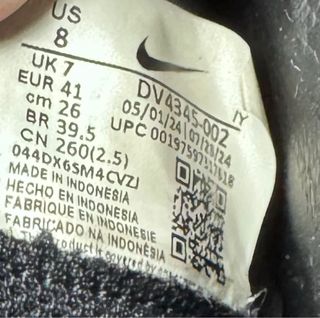 US
8
UK 7
EUR 41
cm 26
BR 39.5
CN 260(2.5)
044DX6SM4CVZJ
MADE IN INDONESIA
HECHO EN INDONESIA
FABRIQUE EN INDONESIE
FABRICADO NA INDONÉSIA
DV4345-002
IY
05/01/24 07/29/24
UPC